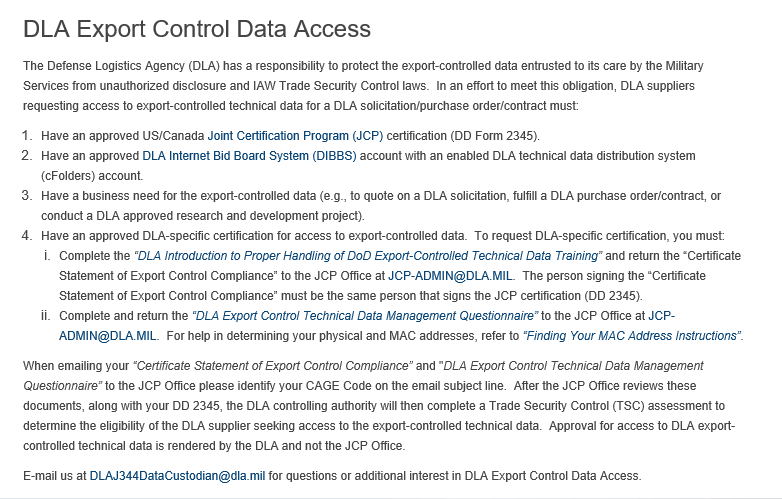 DLA Export Control Data Access
The Defense Logistics Agency (DLA) has a responsibility to protect the export-controlled data entrusted to its care by the Military
Services from unauthorized disclosure and IAW Trade Security Control laws.  In an effort to meet this obligation, DLA suppliers
requesting access to export-controlled technical data for a DLA solicitation/purchase order/contract must:
1. Have an approved US/Canada Joint Certification Program (JCP) certification (DD Form 2345).
2. Have an approved DLA Internet Bid Board System (DIBBS) account with an enabled DLA technical data distribution system
(cFolders) account.
3. Have a business need for the export-controlled data (e.g., to quote on a DLA solicitation, fulfill a DLA purchase order/contract, or
conduct a DLA approved research and development project).
4. Have an approved DLA-specific certification for access to export-controlled data.  To request DLA-specific certification, you must:
i. Complete the “DLA Introduction to Proper Handling of DoD Export-Controlled Technical Data Training” and return the “Certificate
Statement of Export Control Compliance” to the JCP Office at JCP-ADMIN@DLA.MIL.  The person signing the “Certificate
Statement of Export Control Compliance” must be the same person that signs the JCP certification (DD 2345).
ii. Complete and return the “DLA Export Control Technical Data Management Questionnaire” to the JCP Office at JCP-
ADMIN@DLA.MIL.  For help in determining your physical and MAC addresses, refer to “Finding Your MAC Address Instructions”.
When emailing your “Certificate Statement of Export Control Compliance” and "DLA Export Control Technical Data Management
Questionnaire” to the JCP Office please identify your CAGE Code on the email subject line.  After the JCP Office reviews these
documents, along with your DD 2345, the DLA controlling authority will then complete a Trade Security Control (TSC) assessment to
determine the eligibility of the DLA supplier seeking access to the export-controlled technical data.  Approval for access to DLA export-
controlled technical data is rendered by the DLA and not the JCP Office.
E-mail us at DLAJ344DataCustodian@dla.mil for questions or additional interest in DLA Export Control Data Access.